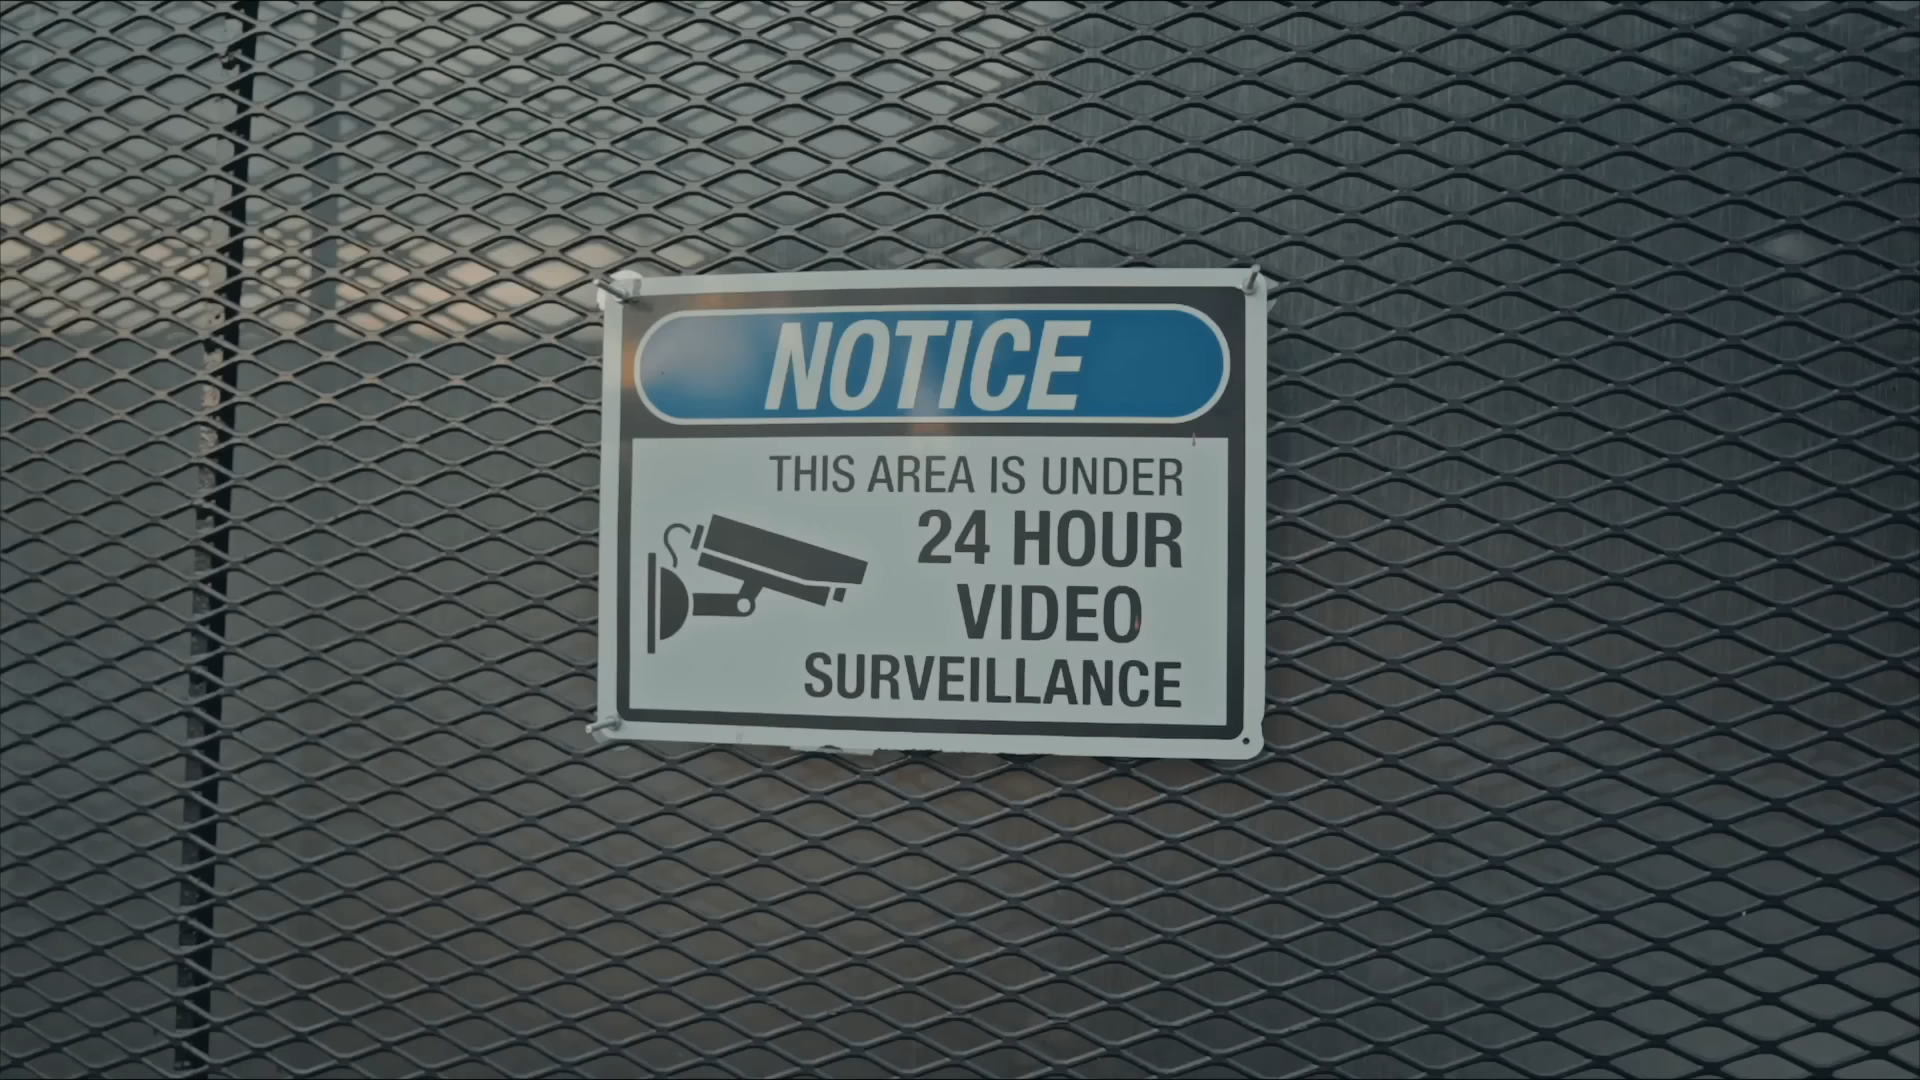 NOTICE
THIS AREA IS UNDER
24 HOUR
VIDEO
SURVEILLANCE